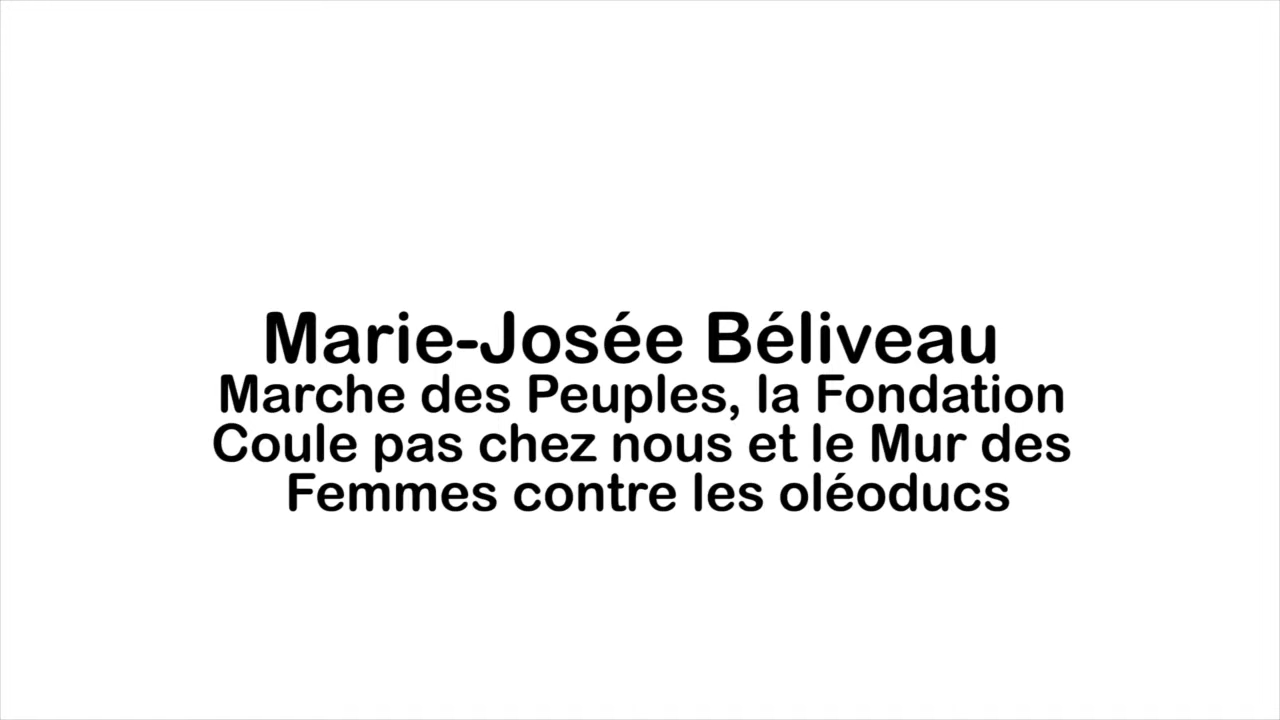 Marie-Josée Béliveau
Marche des Peuples, la Fondation
Coule pas chez nous et le Mur des
Femmes contre les oléoducs